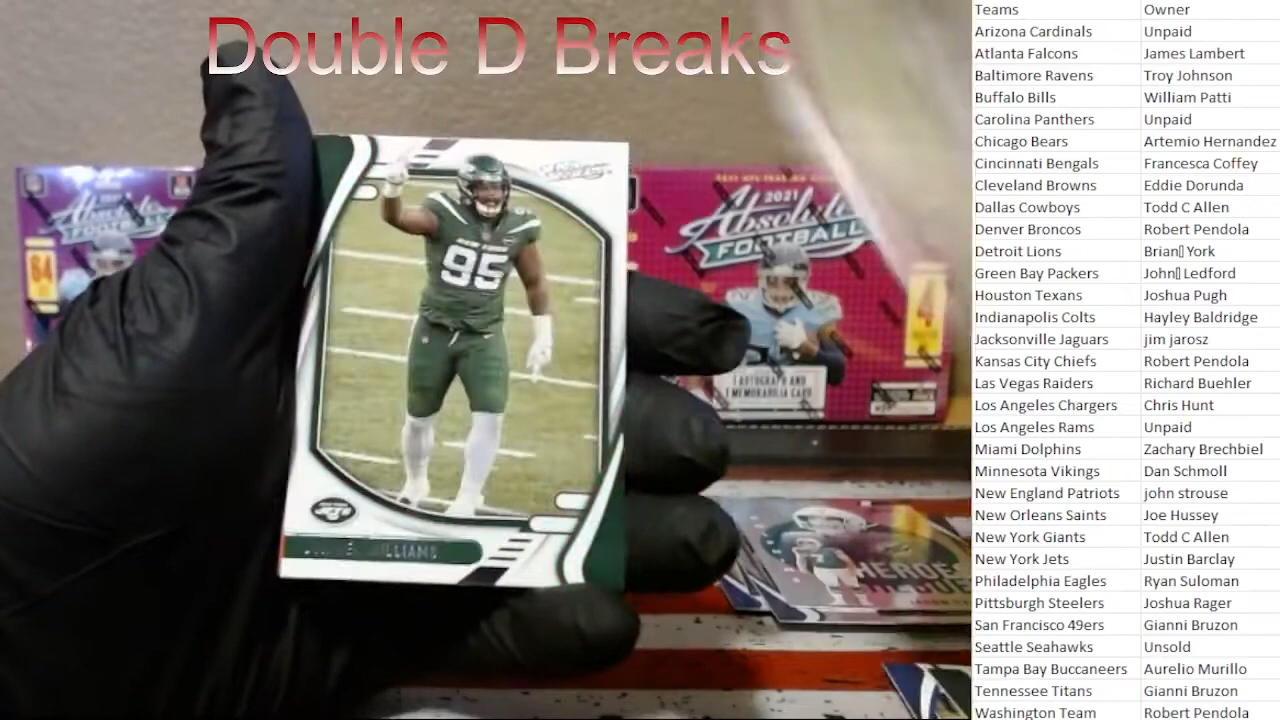 Double D Breaks
NEW YORK
95
LLIAMS
2021
Absolute
FOOTBALL
4
1 AUTOGRAPH AND
1 MEMORABILIA CARD
Absolute
FOOTBALL
64
HEROES
Teams Owner
Arizona Cardinals Unpaid
Atlanta Falcons James Lambert
Baltimore Ravens Troy Johnson
Buffalo Bills William Patti
Carolina Panthers Unpaid
Chicago Bears Artemio Hernandez
Cincinnati Bengals Francesca Coffey
Cleveland Browns Eddie Dorunda
Dallas Cowboys Todd C Allen
Denver Broncos Robert Pendola
Detroit Lions Brian York
Green Bay Packers John Ledford
Houston Texans Joshua Pugh
Indianapolis Colts Hayley Baldridge
Jacksonville Jaguars jim jarosz
Kansas City Chiefs Robert Pendola
Las Vegas Raiders Richard Buehler
Los Angeles Chargers Chris Hunt
Los Angeles Rams Unpaid
Miami Dolphins Zachary Brechbiel
Minnesota Vikings Dan Schmoll
New England Patriots john strouse
New Orleans Saints Joe Hussey
New York Giants Todd C Allen
New York Jets Justin Barclay
Philadelphia Eagles Ryan Suloman
Pittsburgh Steelers Joshua Rager
San Francisco 49ers Gianni Bruzon
Seattle Seahawks Unsold
Tampa Bay Buccaneers Aurelio Murillo
Tennessee Titans Gianni Bruzon
Washington Team Robert Pendola